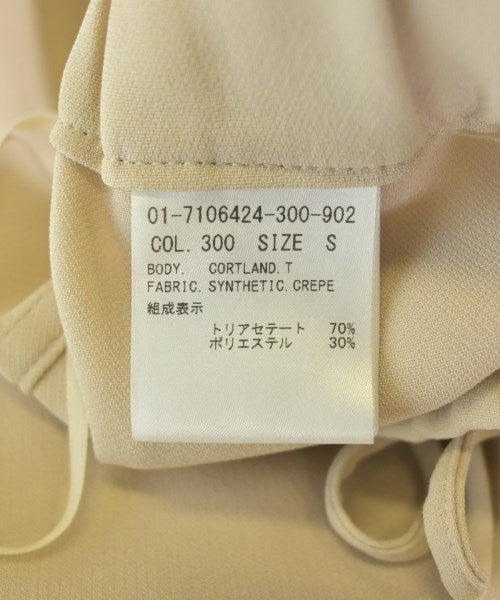 01-7106424-300-902
COL. 300 SIZE S
BODY. CORTLAND.T
FABRIC. SYNTHETIC.CREPE
組成表示
トリアセテート 70%
ポリエステル 30%